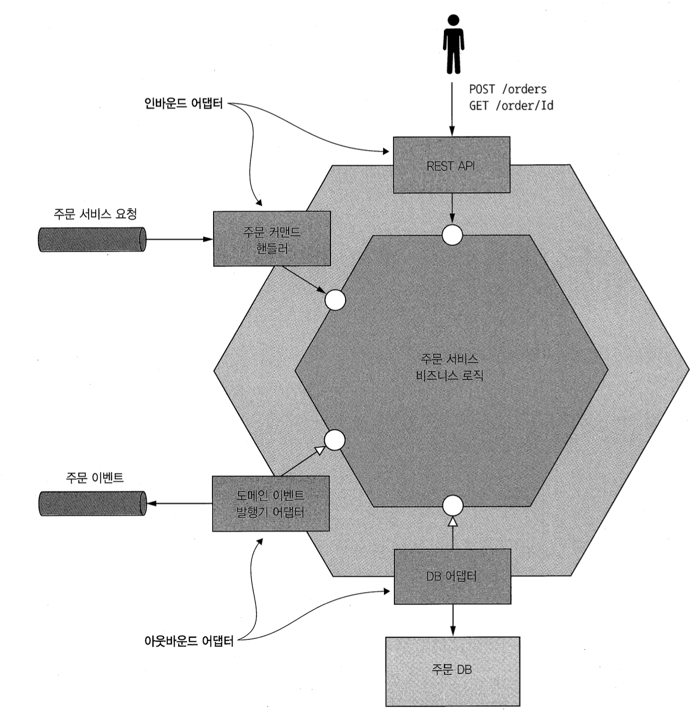 POST /orders
GET /order/Id
인바운드 어댑터
REST API
주문 서비스 요청
주문 커맨드
핸들러
주문 서비스
비즈니스 로직
주문 이벤트
도메인 이벤트
발행기 어댑터
DB 어댑터
아웃바운드 어댑터
주문 DB